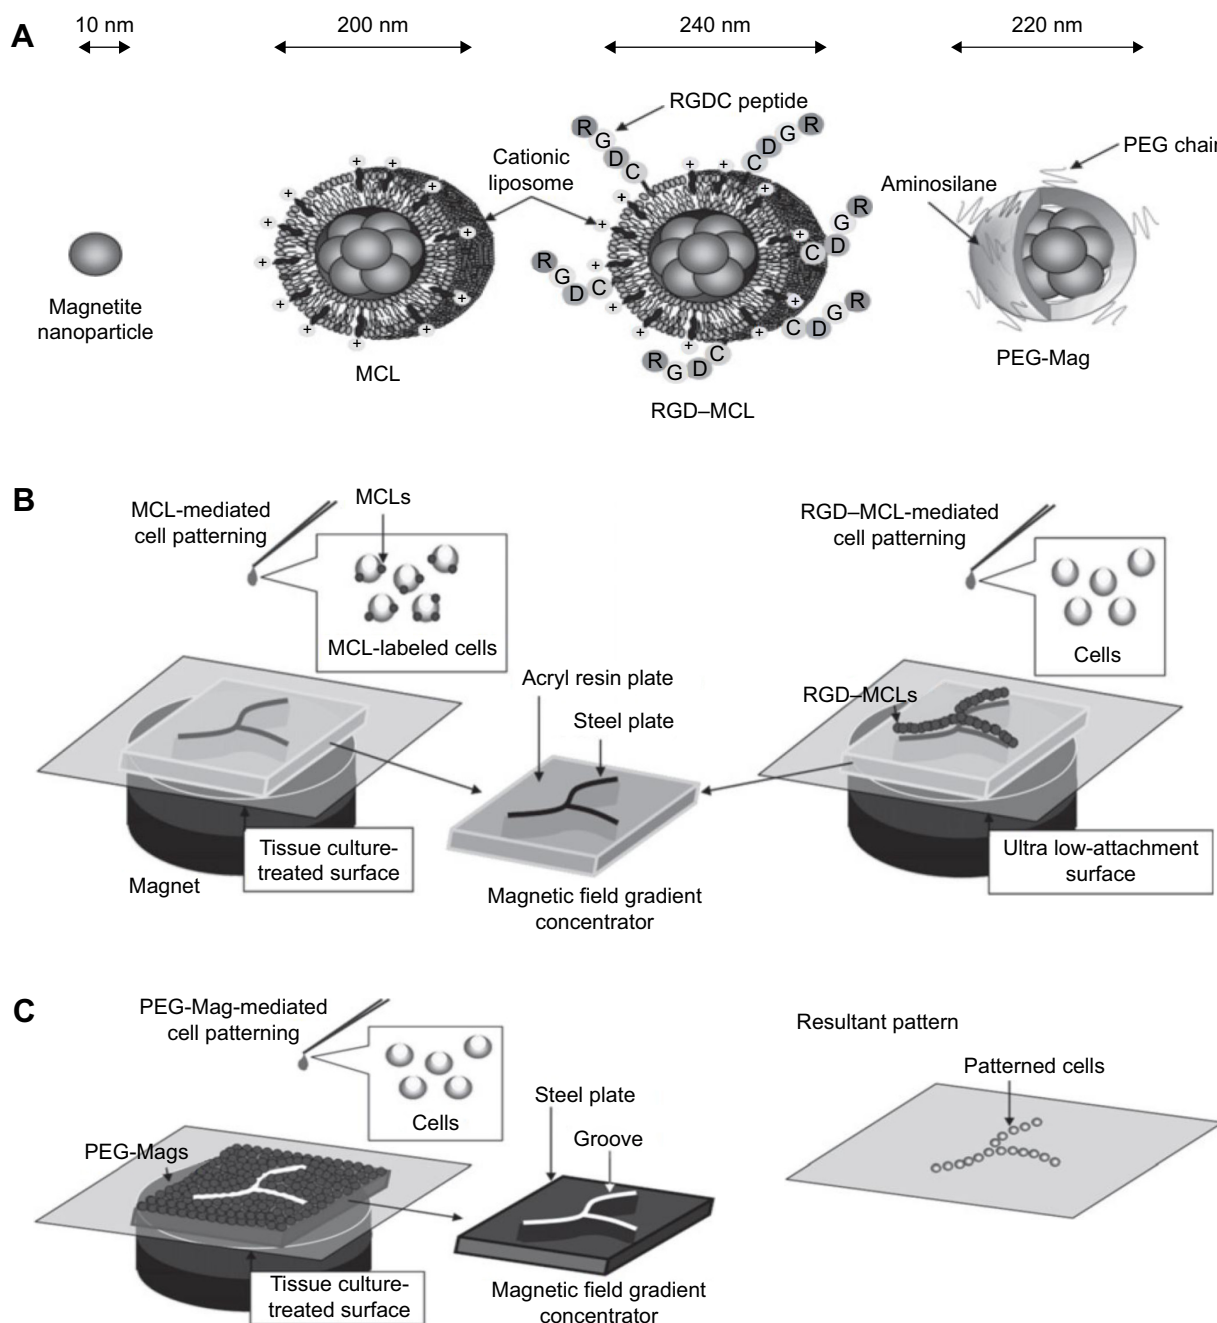 A
10 nm
200 nm
240 nm
220 nm
RGDC peptide
R G D C
C D G R
Cationic
liposome
PEG chain
Aminosilane
+ + + + + + + + + + + + + +
+ + + + + + + + + + +
C D G R
R G D C
C D G R
R G D C
Magnetite
nanoparticle
MCL
RGD–MCL
PEG-Mag
B
MCL-mediated
cell patterning
MCLs
MCL-labeled cells
RGD–MCL-mediated
cell patterning
Cells
Acryl resin plate
Steel plate
RGD–MCLs
Tissue culture-
treated surface
Magnet
Magnetic field gradient
concentrator
Ultra low-attachment
surface
C
PEG-Mag-mediated
cell patterning
Cells
PEG-Mags
Steel plate
Groove
Tissue culture-
treated surface
Magnetic field gradient
concentrator
Resultant pattern
Patterned cells